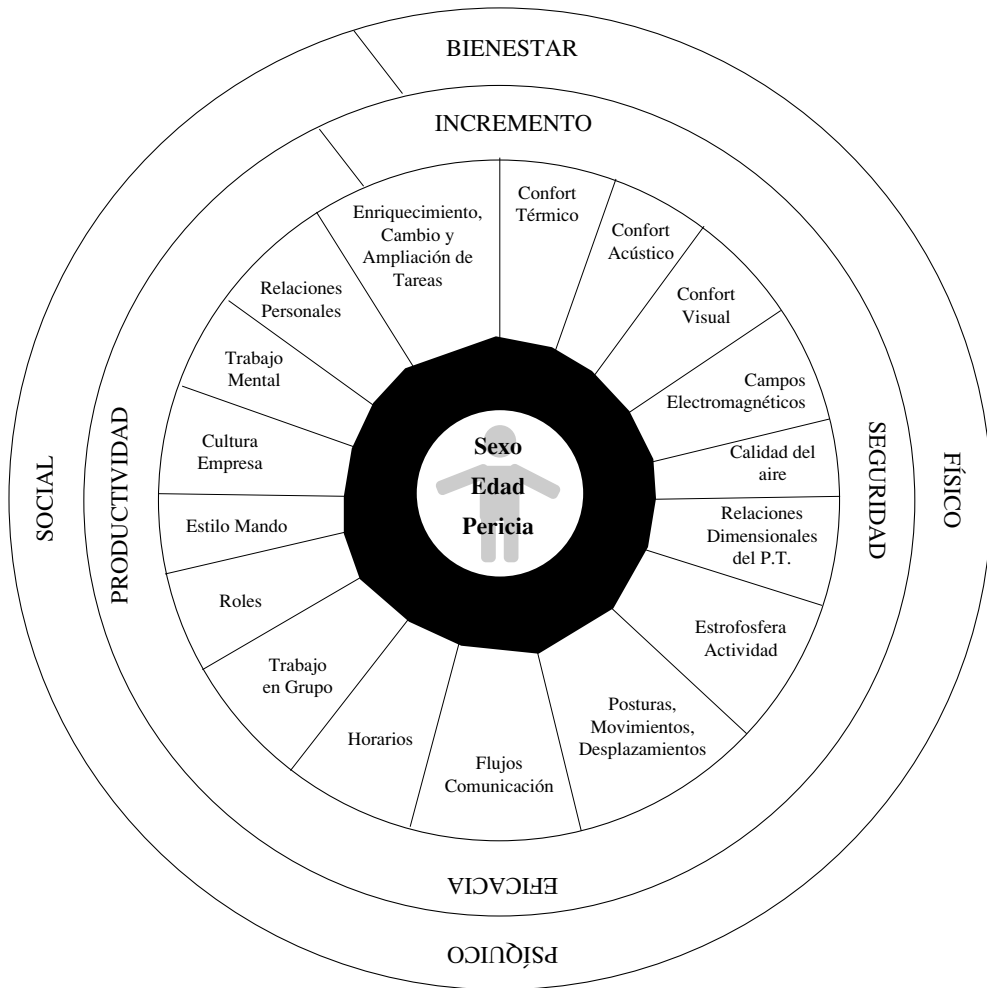 BIENESTAR
INCREMENTO
Confort
Térmico
Confort
Acústico
Confort
Visual
Campos
Electromagnéticos
Calidad del
aire
Relaciones
Dimensionales
del P.T.
Estrofosfera
Actividad
Posturas,
Movimientos,
Desplazamientos
Flujos
Comunicación
Horarios
Trabajo
en Grupo
Roles
Estilo Mando
Cultura
Empresa
Trabajo
Mental
Relaciones
Personales
Enriquecimiento,
Cambio y
Ampliación de
Tareas
Sexo
Edad
Pericia
SEGURIDAD
FÍSICO
EFICACIA
PSÍQUICO
PRODUCTIVIDAD
SOCIAL